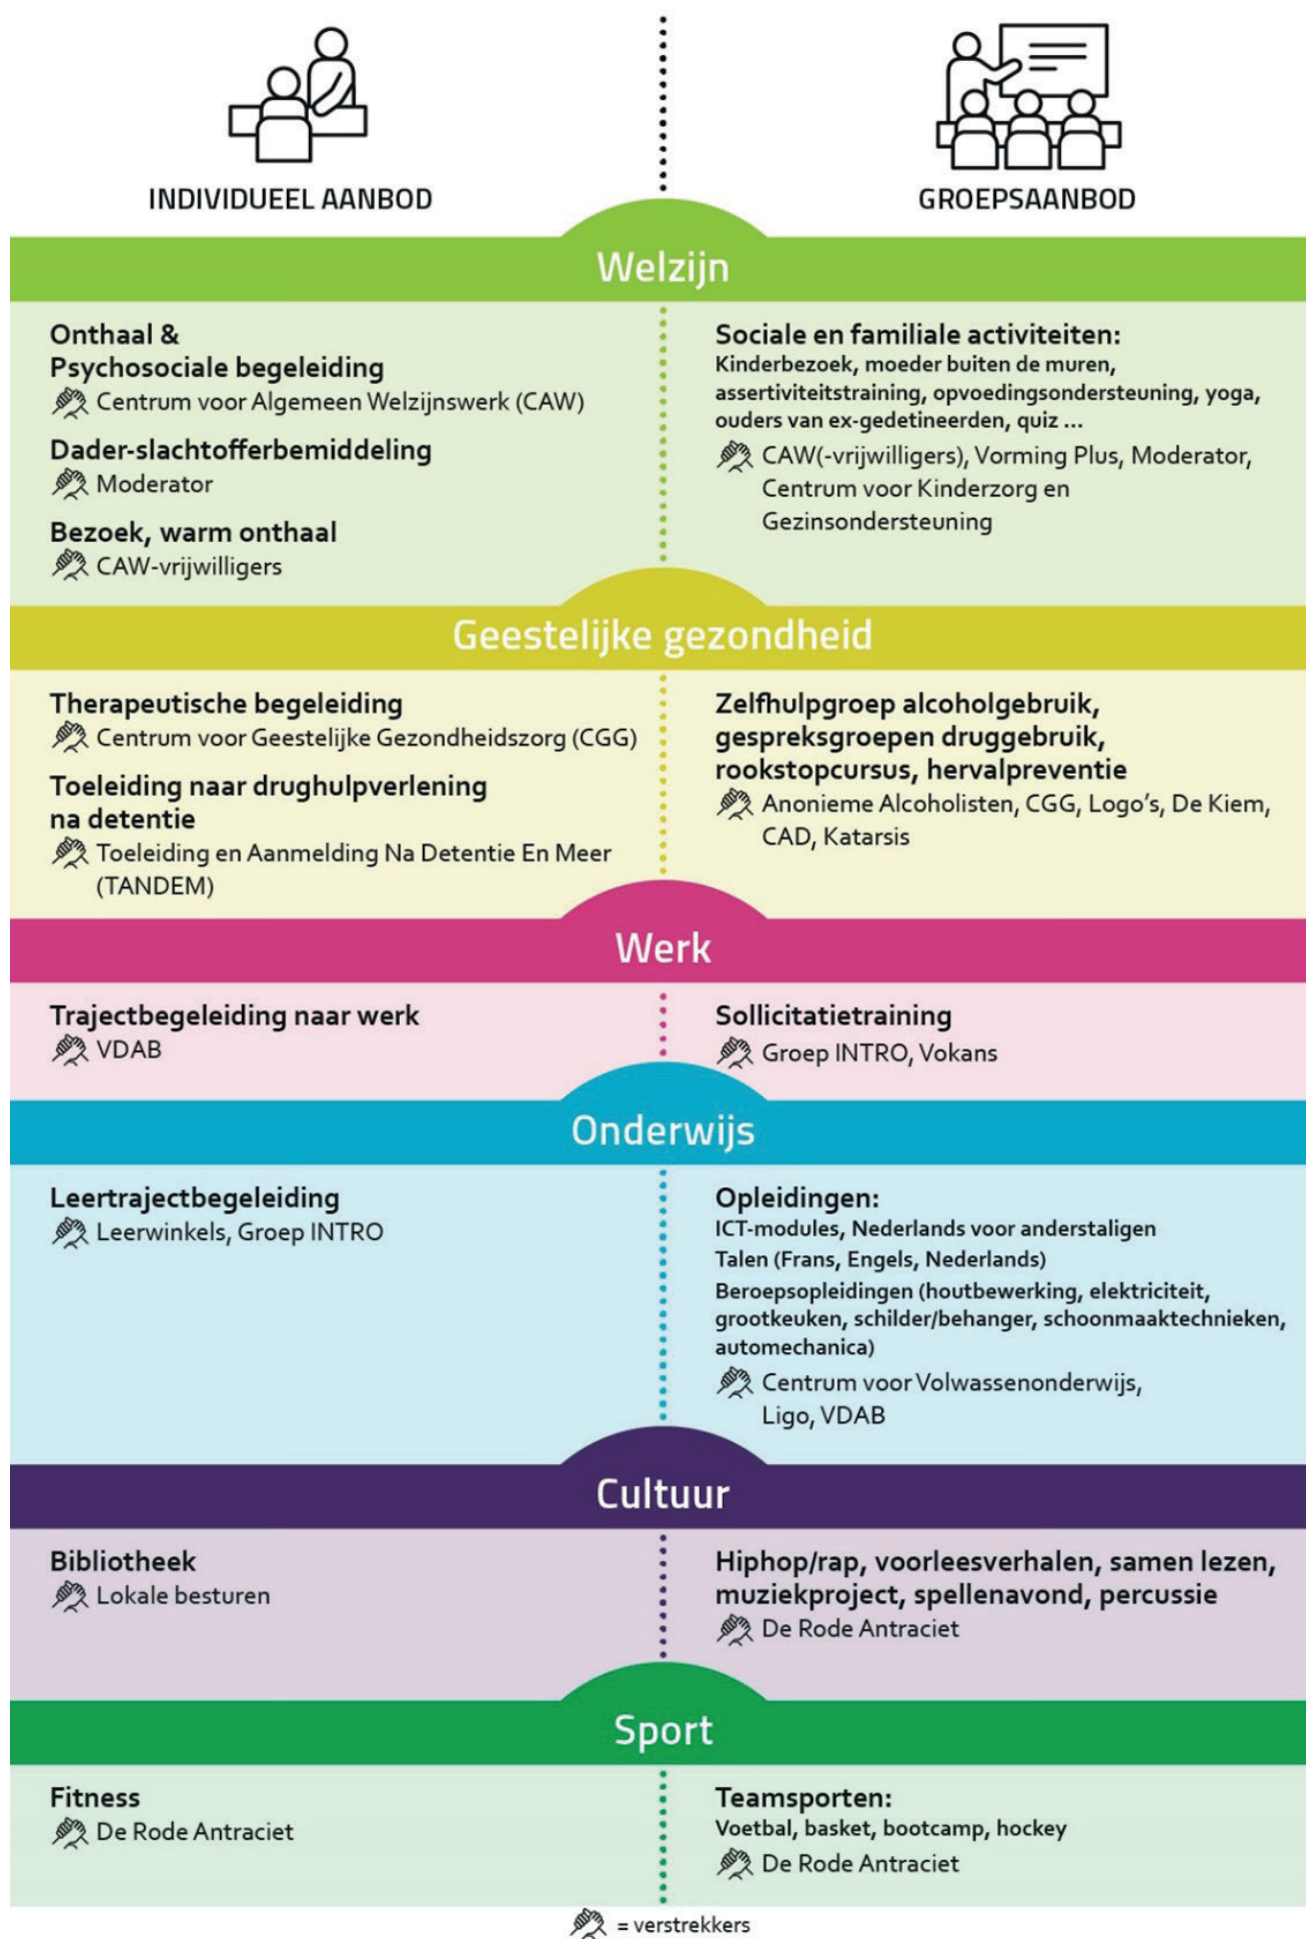 INDIVIDUEEL AANBOD
GROEPSAANBOD
Welzijn
Onthaal &
Psychosociale begeleiding
Centrum voor Algemeen Welzijnswerk (CAW)
Dader-slachtofferbemiddeling
Moderator
Bezoek, warm onthaal
CAW-vrijwilligers
Sociale en familiale activiteiten:
Kinderbezoek, moeder buiten de muren,
assertiviteitstraining, opvoedingsondersteuning, yoga,
ouders van ex-gedetineerden, quiz ...
CAW(-vrijwilligers), Vorming Plus, Moderator,
Centrum voor Kinderzorg en
Gezinsondersteuning
Geestelijke gezondheid
Therapeutische begeleiding
Centrum voor Geestelijke Gezondheidszorg (CGG)
Toeleiding naar drughulpverlening
na detentie
Toeleiding en Aanmelding Na Detentie En Meer
(TANDEM)
Zelfhulpgroep alcoholgebruik,
gespreksgroepen druggebruik,
rookstopcursus, hervalpreventie
Anonieme Alcoholisten, CGG, Logo's, De Kiem,
CAD, Katarsis
Werk
Trajectbegeleiding naar werk
VDAB
Sollicitatietraining
Groep INTRO, Vokans
Onderwijs
Leertrajectbegeleiding
Leerwinkels, Groep INTRO
Opleidingen:
ICT-modules, Nederlands voor anderstaligen
Talen (Frans, Engels, Nederlands)
Beroepsopleidingen (houtbewerking, elektriciteit,
grootkeuken, schilder/behanger, schoonmaaktechnieken,
automechanica)
Centrum voor Volwassenonderwijs,
Ligo, VDAB
Cultuur
Bibliotheek
Lokale besturen
Hiphop/rap, voorleesverhalen, samen lezen,
muziekproject, spellenavond, percussie
De Rode Antraciet
Sport
Fitness
De Rode Antraciet
Teamsporten:
Voetbal, basket, bootcamp, hockey
De Rode Antraciet
= verstrekkers